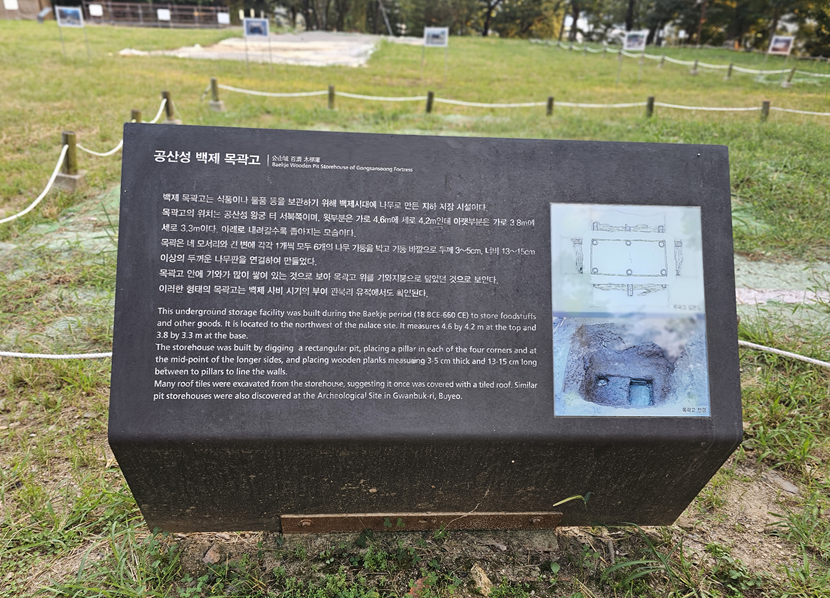 공산성 백제 목곽고
公山城 百濟 木槨庫
Baekje Wooden Pit Storehouse of Gongsanseong Fortress
백제 목곽고는 식품이나 물품 등을 보관하기 위해 백제시대에 나무로 만든 지하 저장 시설이다.
목곽고의 위치는 공산성 왕궁 터 서북쪽이며, 윗부분은 가로 4.6m에 세로 4.2m인데 아랫부분은 가로 3.8m에
세로 3.3m이다. 아래로 내려갈수록 좁아지는 모습이다.
목곽은 네 모서리와 긴 변에 각각 1개씩 모두 6개의 나무 기둥을 박고 기둥 바깥으로 두께 3~5cm, 너비 13~15cm
이상의 두꺼운 나무판을 연결하여 만들었다.
목곽고 안에 기와가 많이 쌓여 있는 것으로 보아 목곽고 위를 기와지붕으로 덮었던 것으로 보인다.
이러한 형태의 목곽고는 백제 사비 시기의 부여 관북리 유적에서도 확인된다.
This underground storage facility was built during the Baekje period (18 BCE-660 CE) to store foodstuffs
and other goods. It is located to the northwest of the palace site. It measures 4.6 by 4.2 m at the top and
3.8 by 3.3 m at the base.
The storehouse was built by digging a rectangular pit, placing a pillar in each of the four corners and at
the mid-point of the longer sides, and placing wooden planks measuring 3-5 cm thick and 13-15 cm long
between to pillars to line the walls.
Many roof tiles were excavated from the storehouse, suggesting it once was covered with a tiled roof. Similar
pit storehouses were also discovered at the Archeological Site in Gwanbuk-ri, Buyeo.
목곽고
목곽고 전경